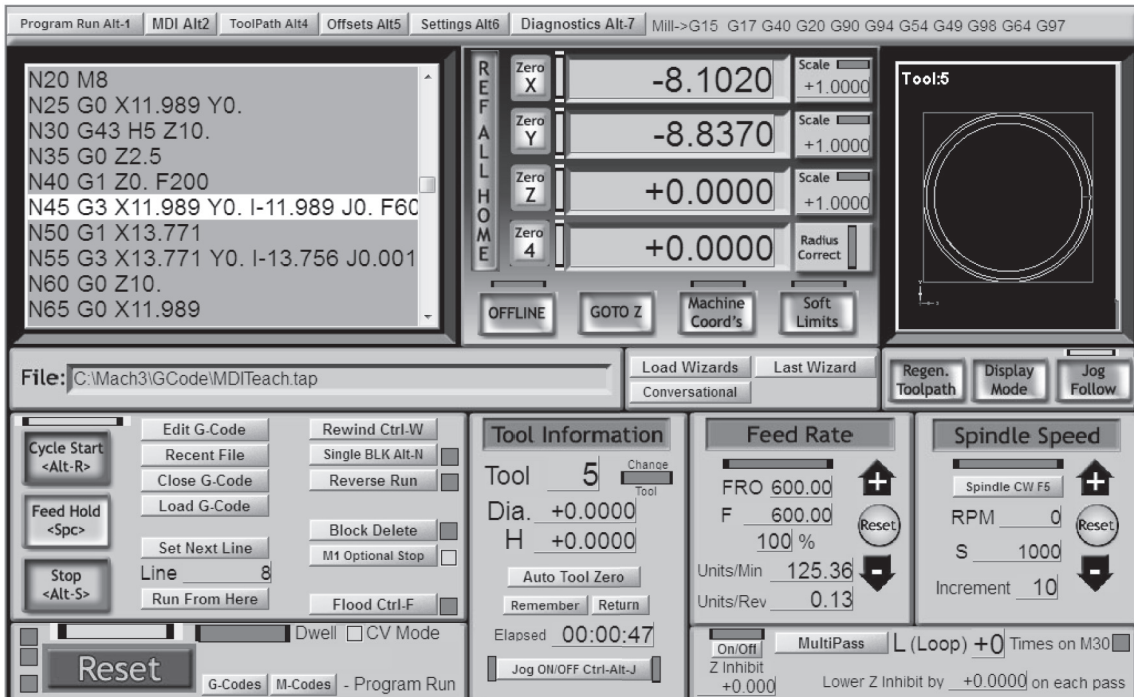 Program Run Alt-1 MDI Alt2 ToolPath Alt4 Offsets Alt5 Settings Alt6 Diagnostics Alt-7 Mill->G15 G17 G40 G20 G90 G94 G54 G49 G98 G64 G97
N20 M8
N25 G0 X11.989 Y0.
N30 G43 H5 Z10.
N35 G0 Z2.5
N40 G1 Z0. F200
N45 G3 X11.989 Y0. I-11.989 J0. F60
N50 G1 X13.771
N55 G3 X13.771 Y0. I-13.756 J0.001
N60 G0 Z10.
N65 G0 X11.989
REF ALL HOME
Zero X -8.1020 Scale +1.0000
Zero Y -8.8370 Scale +1.0000
Zero Z +0.0000 Scale +1.0000
Zero 4 +0.0000 Radius Correct
OFFLINE GOTO Z Machine Coord's Soft Limits
Tool:5
File: C:\Mach3\GCode\MDITeach.tap
Load Wizards Last Wizard
Conversational
Regen. Toolpath Display Mode Jog Follow
Cycle Start <Alt-R>
Feed Hold <Spc>
Stop <Alt-S>
Edit G-Code
Recent File
Close G-Code
Load G-Code
Set Next Line
Line 8
Run From Here
Rewind Ctrl-W
Single BLK Alt-N
Reverse Run
Block Delete
M1 Optional Stop
Flood Ctrl-F
Dwell CV Mode
Reset
G-Codes M-Codes - Program Run
Tool Information
Tool 5 Change Tool
Dia. +0.0000
H +0.0000
Auto Tool Zero
Remember Return
Elapsed 00:00:47
Jog ON/OFF Ctrl-Alt-J
Feed Rate
FRO 600.00
F 600.00
100 %
Reset
Units/Min 125.36
Units/Rev 0.13
Spindle Speed
Spindle CW F5
RPM 0
Reset
S 1000
Increment 10
On/Off
Z Inhibit
+0.000
MultiPass L (Loop) +0 Times on M30
Lower Z Inhibit by +0.0000 on each pass